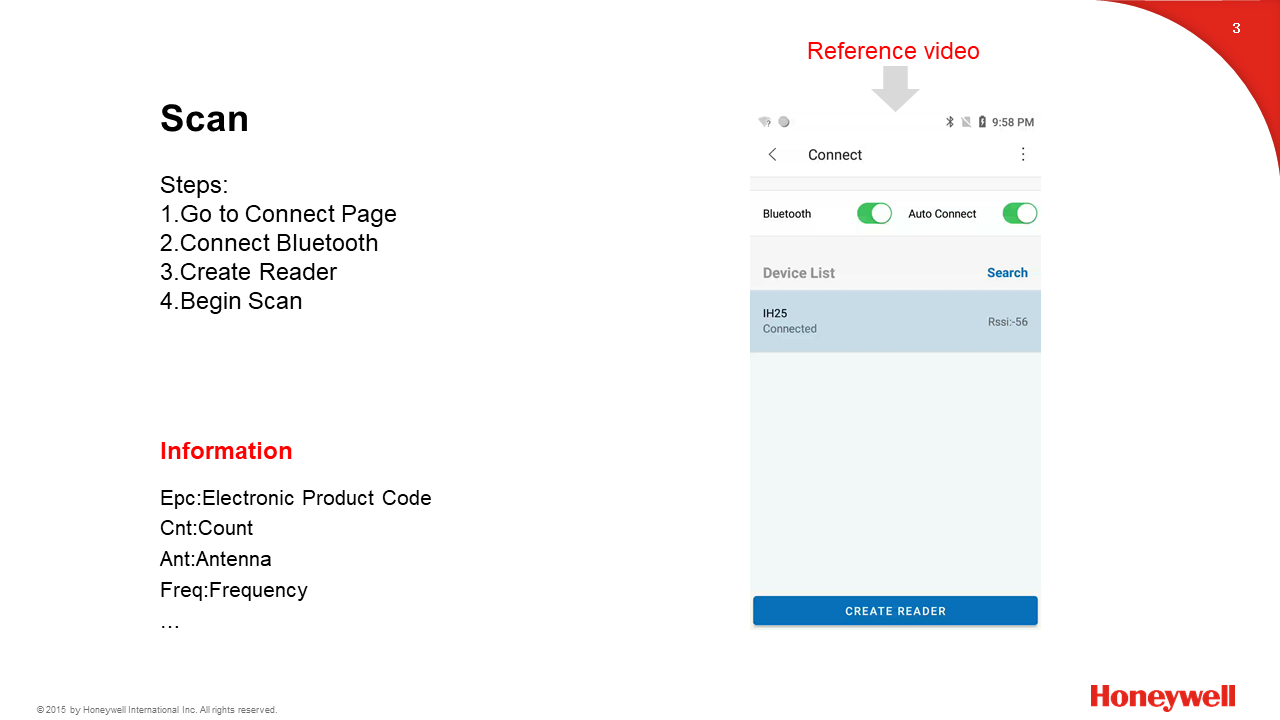 3
Reference video
Scan
Steps:
1.Go to Connect Page
2.Connect Bluetooth
3.Create Reader
4.Begin Scan
Information
Epc:Electronic Product Code
Cnt:Count
Ant:Antenna
Freq:Frequency
...
9:58 PM
Connect
Bluetooth
Auto Connect
Device List
Search
IH25
Connected
Rssi:-56
CREATE READER
© 2015 by Honeywell International Inc. All rights reserved.
Honeywell